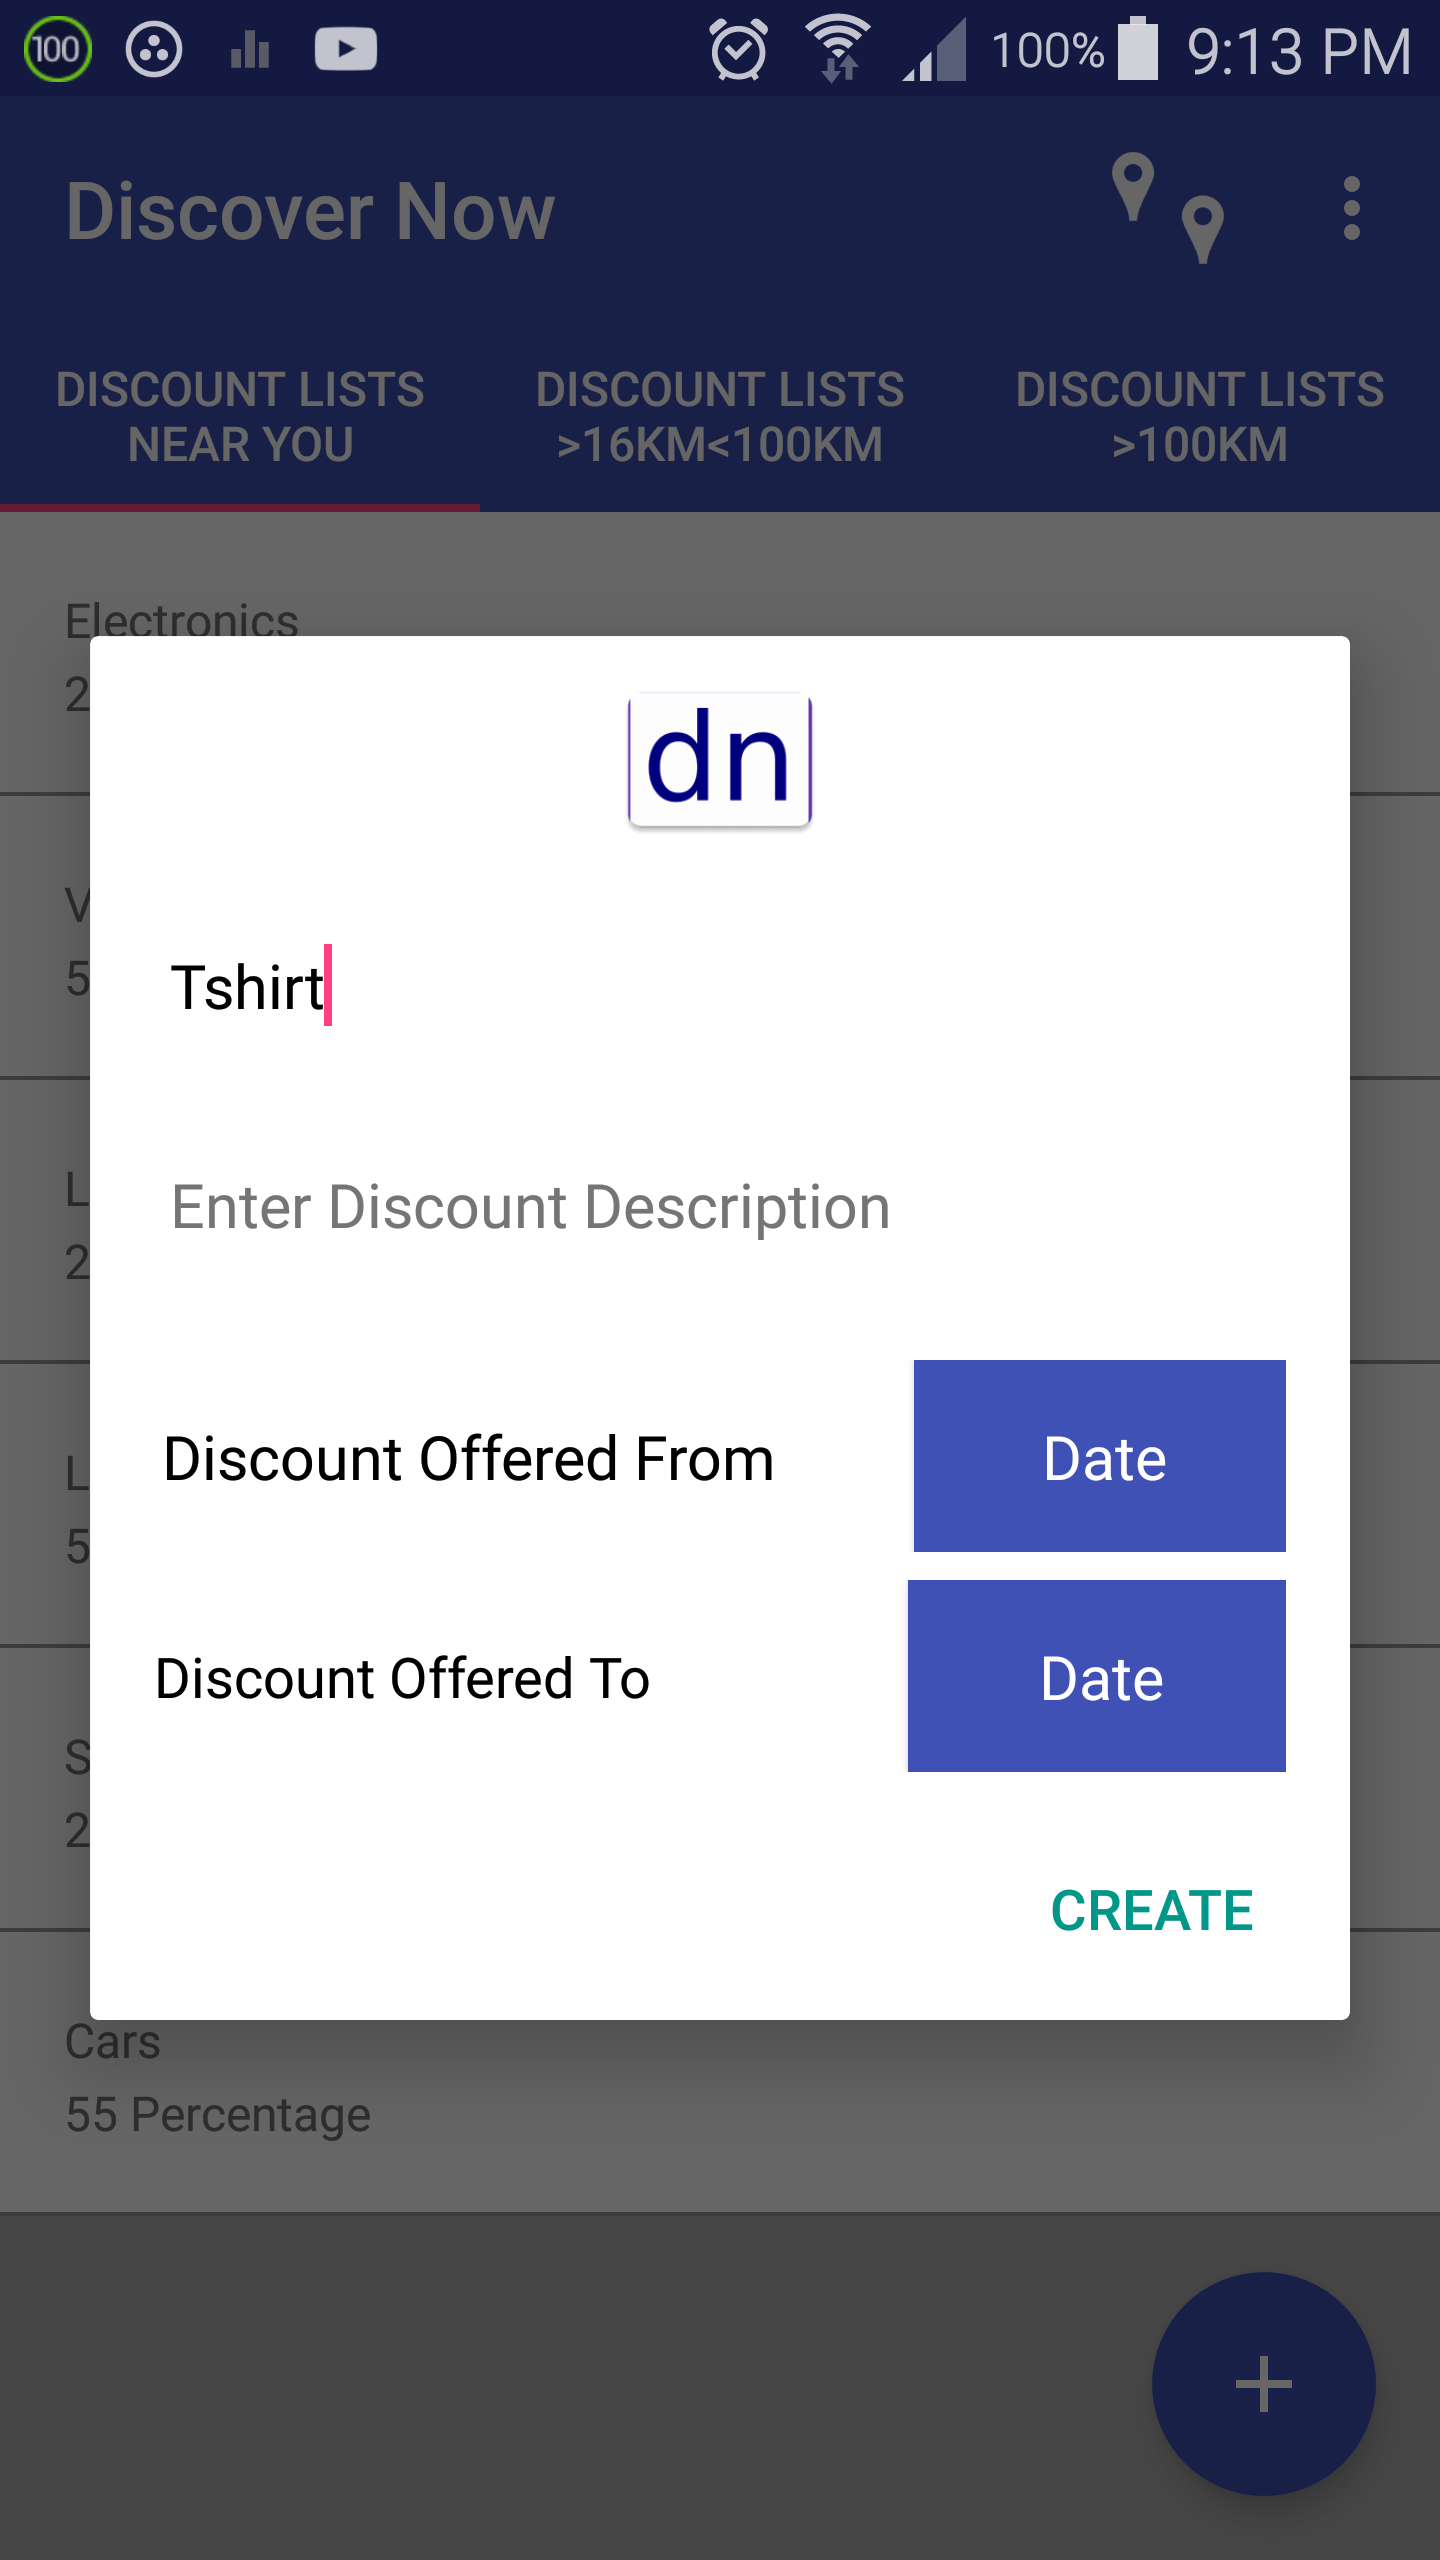 100
100% 9:13 PM
Discover Now
DISCOUNT LISTS NEAR YOU
DISCOUNT LISTS >16KM<100KM
DISCOUNT LISTS >100KM
Electronics
2
dn
V
5
Tshirt
L
2
Enter Discount Description
L
5
Discount Offered From
Date
S
2
Discount Offered To
Date
CREATE
Cars
55 Percentage